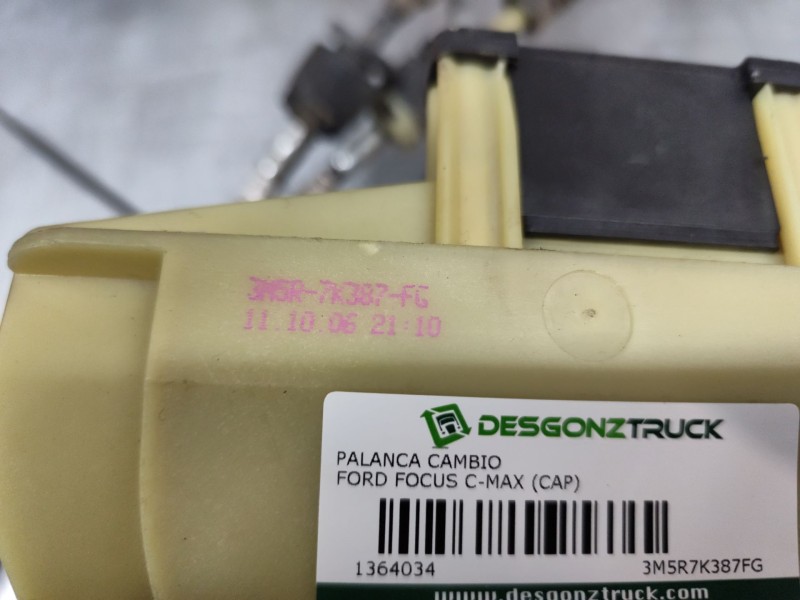 3M5R-7K387-FG
11.10.06 21:10
DESGONZTRUCK
PALANCA CAMBIO
FORD FOCUS C-MAX (CAP)
1364034 3M5R7K387FG
www.desgonztruck.com